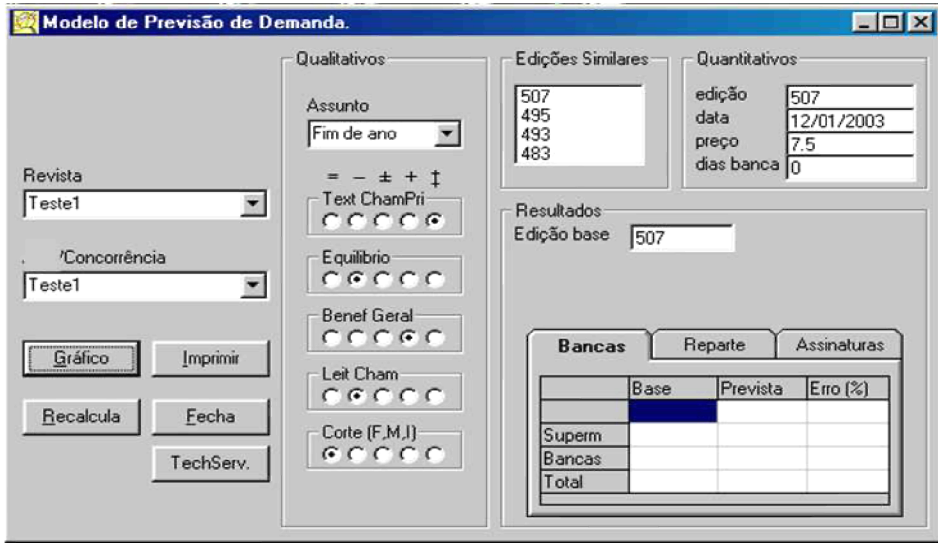 Modelo de Previsão de Demanda.
Revista
Teste1
/Concorrência
Teste1
Gráfico
Imprimir
Recalcula
Fecha
TechServ.
Qualitativos
Assunto
Fim de ano
= − ± + ‡
Text ChamPri
Equilibrio
Benef Geral
Leit Cham
Corte (F,M,I)
Edições Similares
507
495
493
483
Quantitativos
edição 507
data 12/01/2003
preço 7.5
dias banca 0
Resultados
Edição base 507
Bancas Reparte Assinaturas
Base Prevista Erro (%)
Superm
Bancas
Total